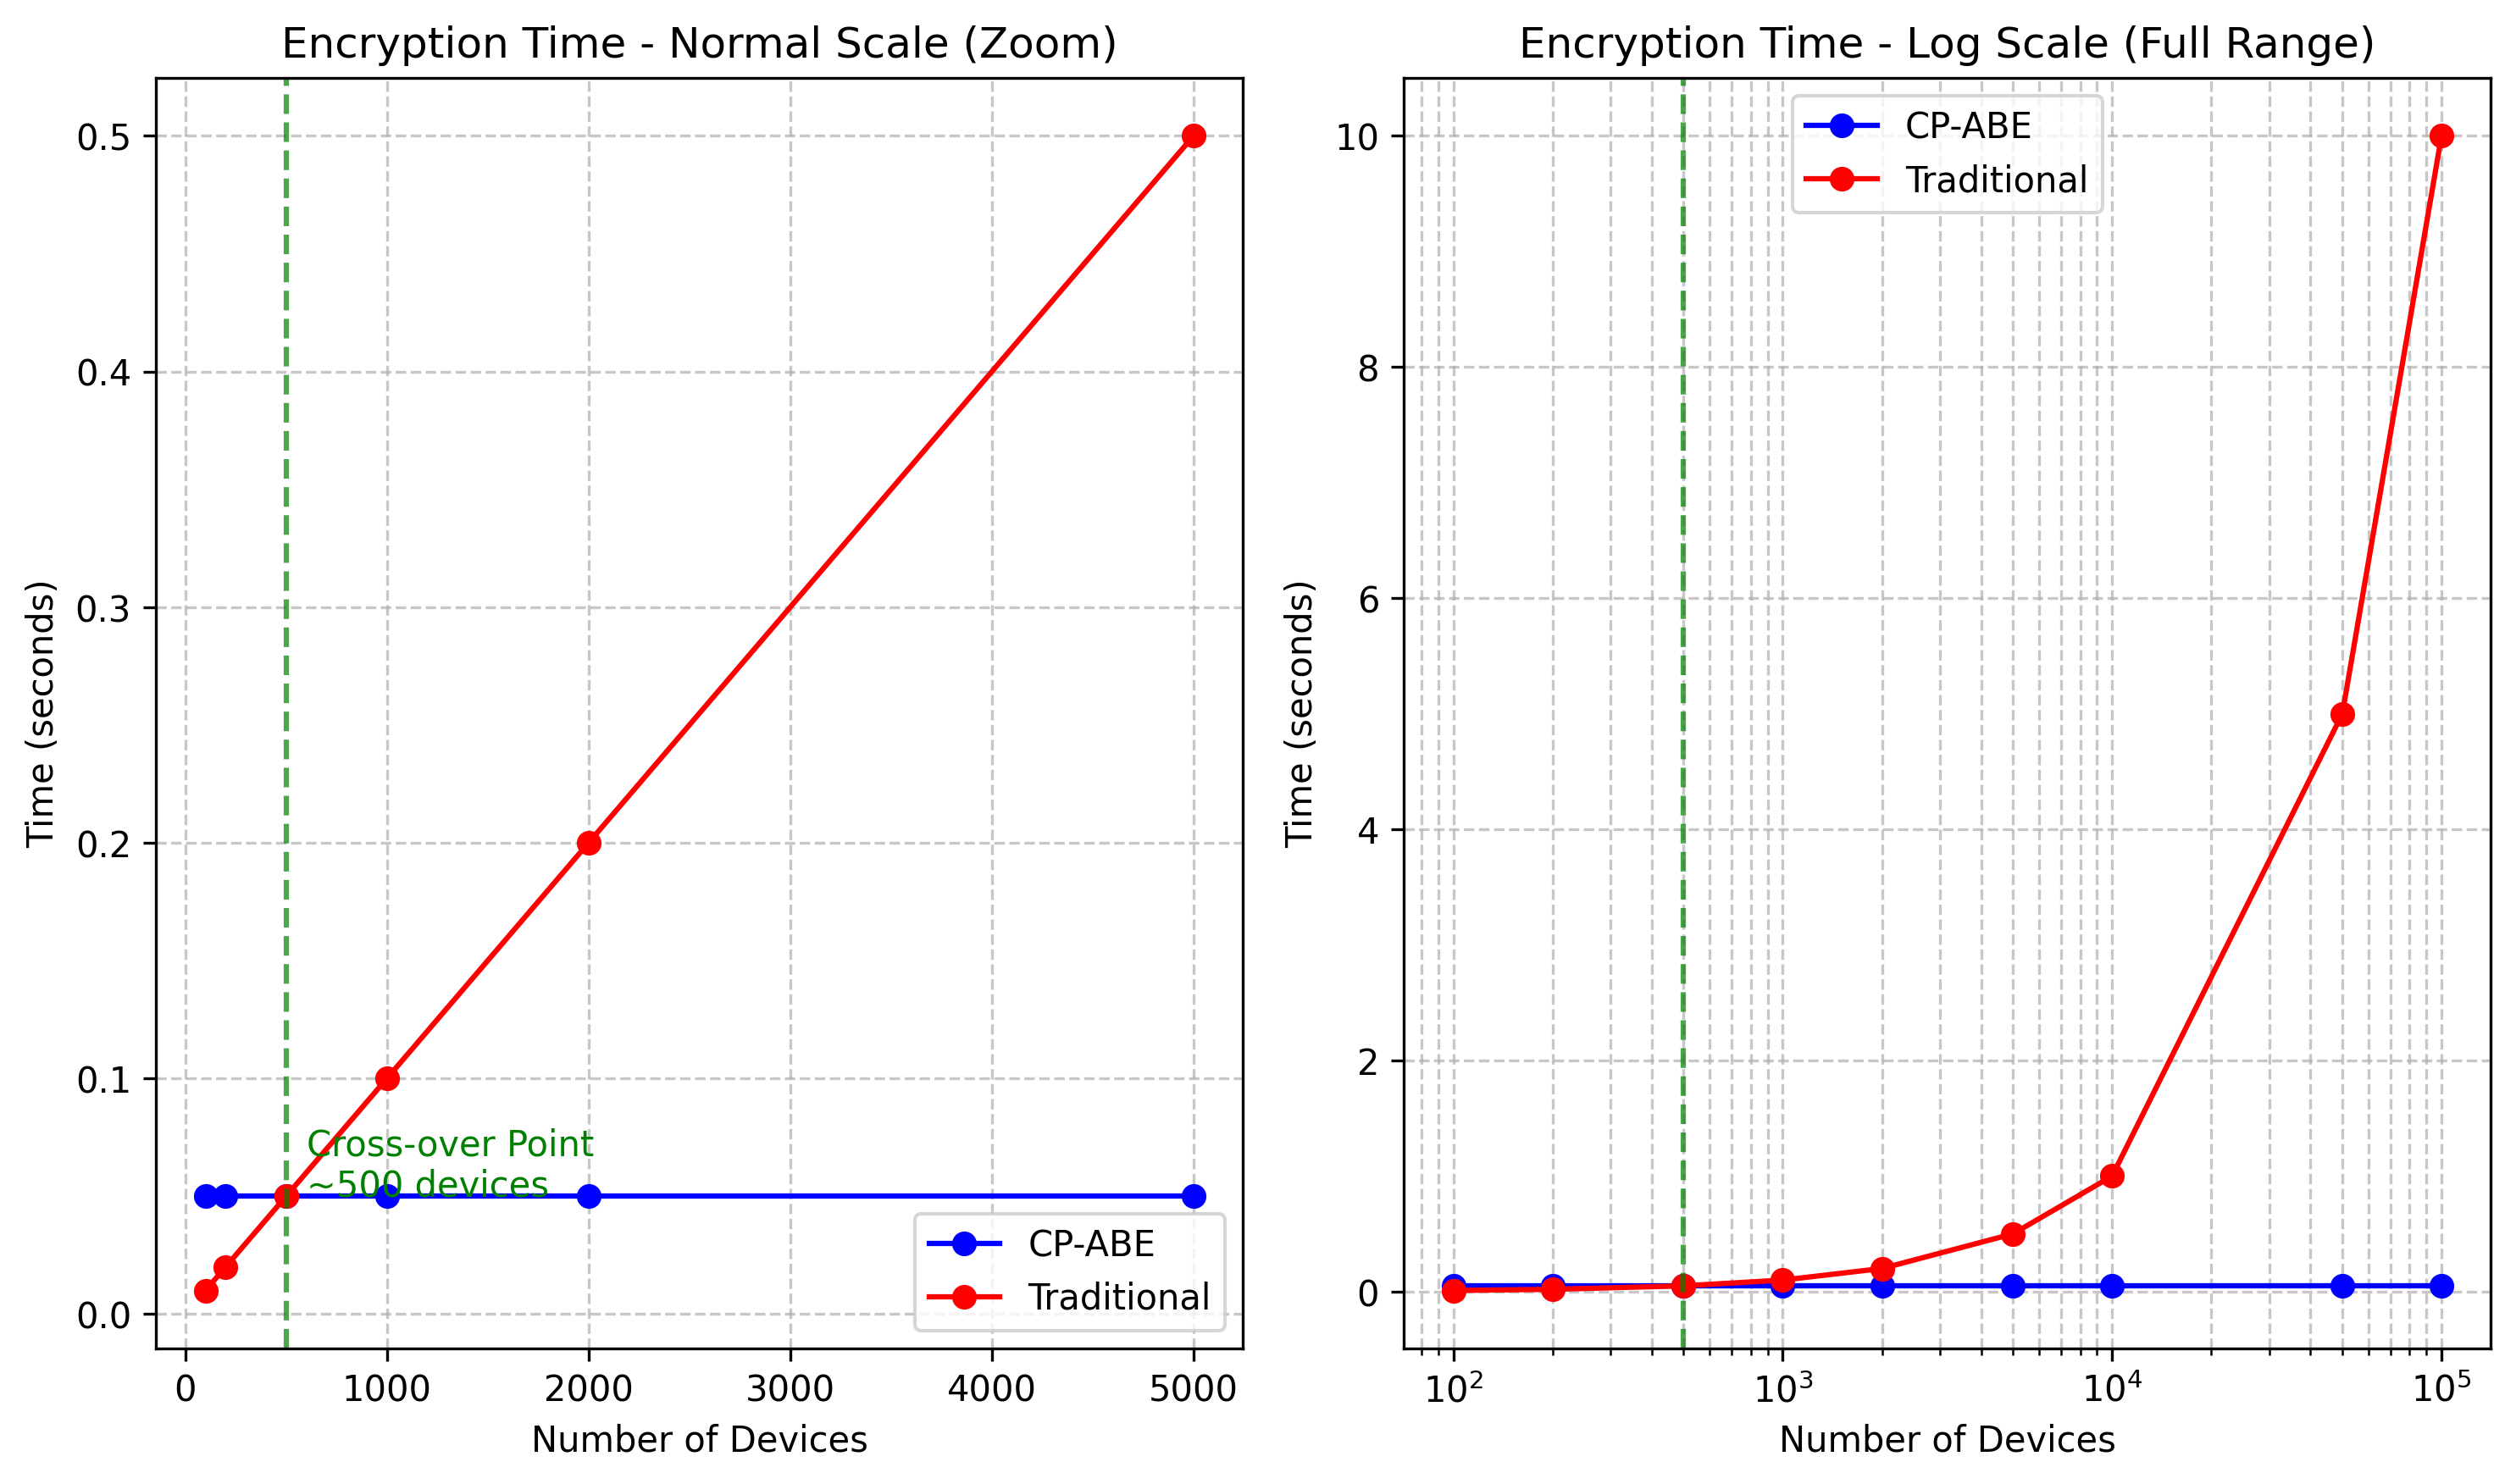 Encryption Time - Normal Scale (Zoom)
0.5
0.4
0.3
0.2
0.1
0.0
Time (seconds)
Cross-over Point
~500 devices
CP-ABE
Traditional
0 1000 2000 3000 4000 5000
Number of Devices
Encryption Time - Log Scale (Full Range)
CP-ABE
Traditional
10
8
6
4
2
0
Time (seconds)
10² 10³ 10⁴ 10⁵
Number of Devices